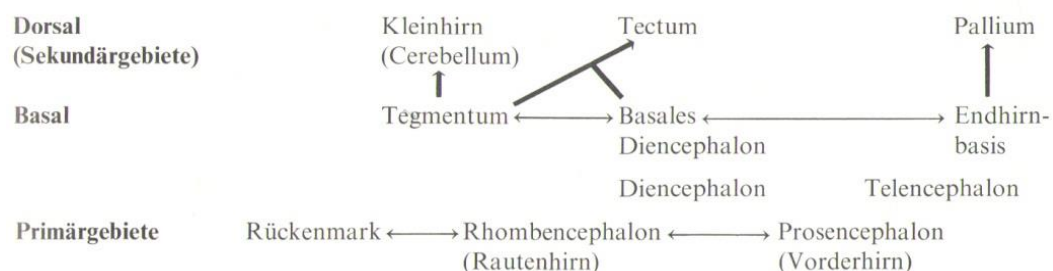 Dorsal Kleinhirn Tectum Pallium
(Sekundärgebiete) (Cerebellum)
Basal Tegmentum Basales Endhirn-
Diencephalon basis
Diencephalon Telencephalon
Primärgebiete Rückenmark Rhombencephalon Prosencephalon
(Rautenhirn) (Vorderhirn)